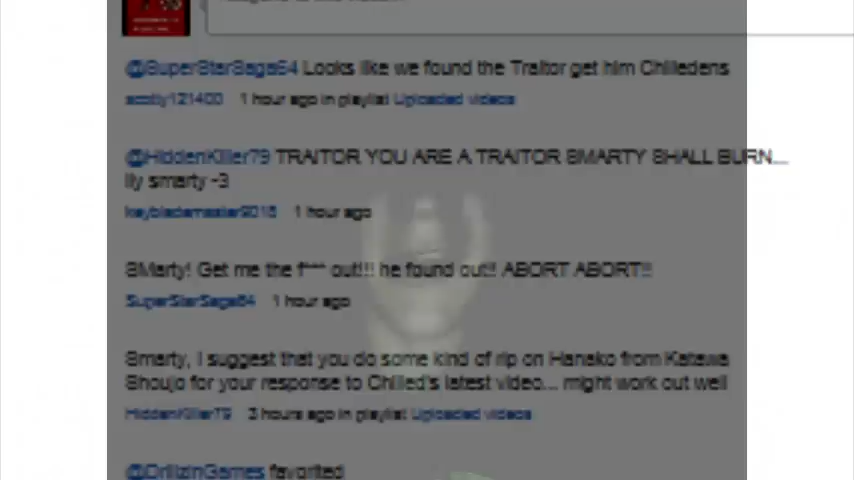 @SuperStarSaga64 Looks like we found the Traitor get him Chilledens
scotty121400 1 hour ago in playlist Uploaded videos
@HiddenKiller79 TRAITOR YOU ARE A TRAITOR SMARTY SHALL BURN...
ily smarty ~3
keyblademaster9018 1 hour ago
SMarty! Get me the f*** out!!! he found out!! ABORT ABORT!!
SuperStarSaga64 1 hour ago
Smarty, I suggest that you do some kind of rip on Hanako from Katawa
Shoujo for your response to Chilled's latest video... might work out well
HiddenKiller79 2 hours ago in playlist Uploaded videos
@DrilizinGames favorited